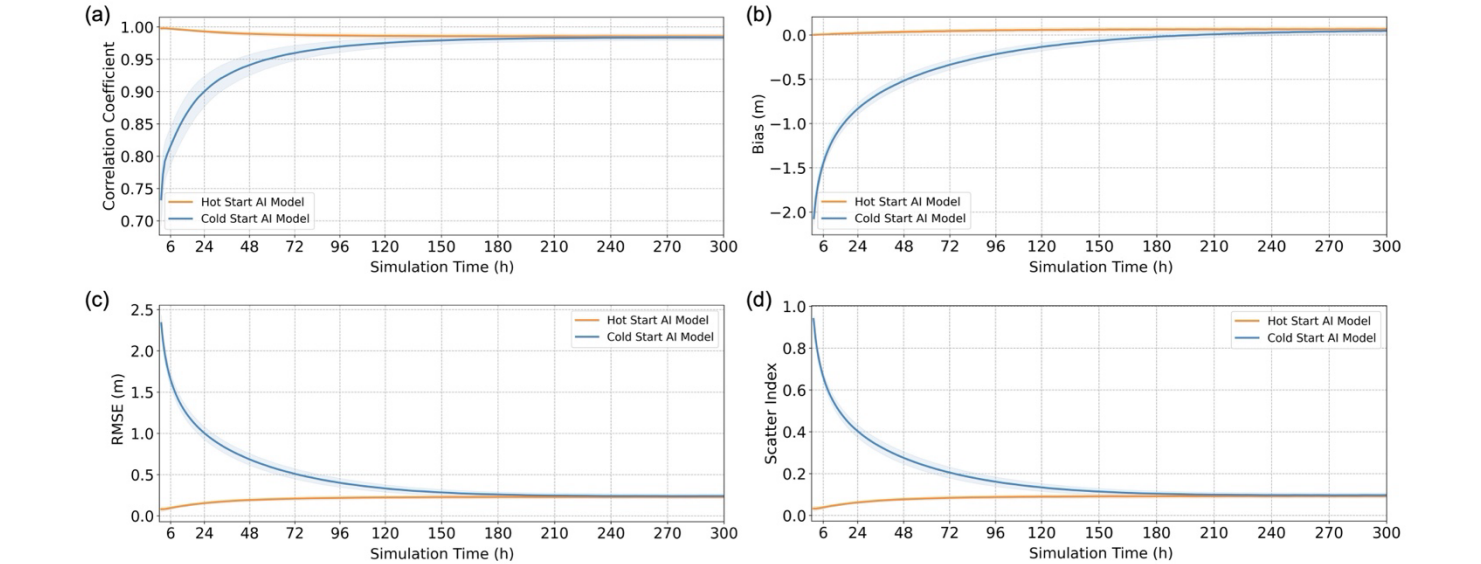 (a)
1.00
0.95
0.90
0.85
0.80
0.75
0.70
Correlation Coefficient
Hot Start AI Model
Cold Start AI Model
6 24 48 72 96 120 150 180 210 240 270 300
Simulation Time (h)
(b)
0.0
−0.5
−1.0
−1.5
−2.0
Bias (m)
Hot Start AI Model
Cold Start AI Model
6 24 48 72 96 120 150 180 210 240 270 300
Simulation Time (h)
(c)
2.5
2.0
1.5
1.0
0.5
0.0
RMSE (m)
Hot Start AI Model
Cold Start AI Model
6 24 48 72 96 120 150 180 210 240 270 300
Simulation Time (h)
(d)
1.0
0.8
0.6
0.4
0.2
0.0
Scatter Index
Hot Start AI Model
Cold Start AI Model
6 24 48 72 96 120 150 180 210 240 270 300
Simulation Time (h)